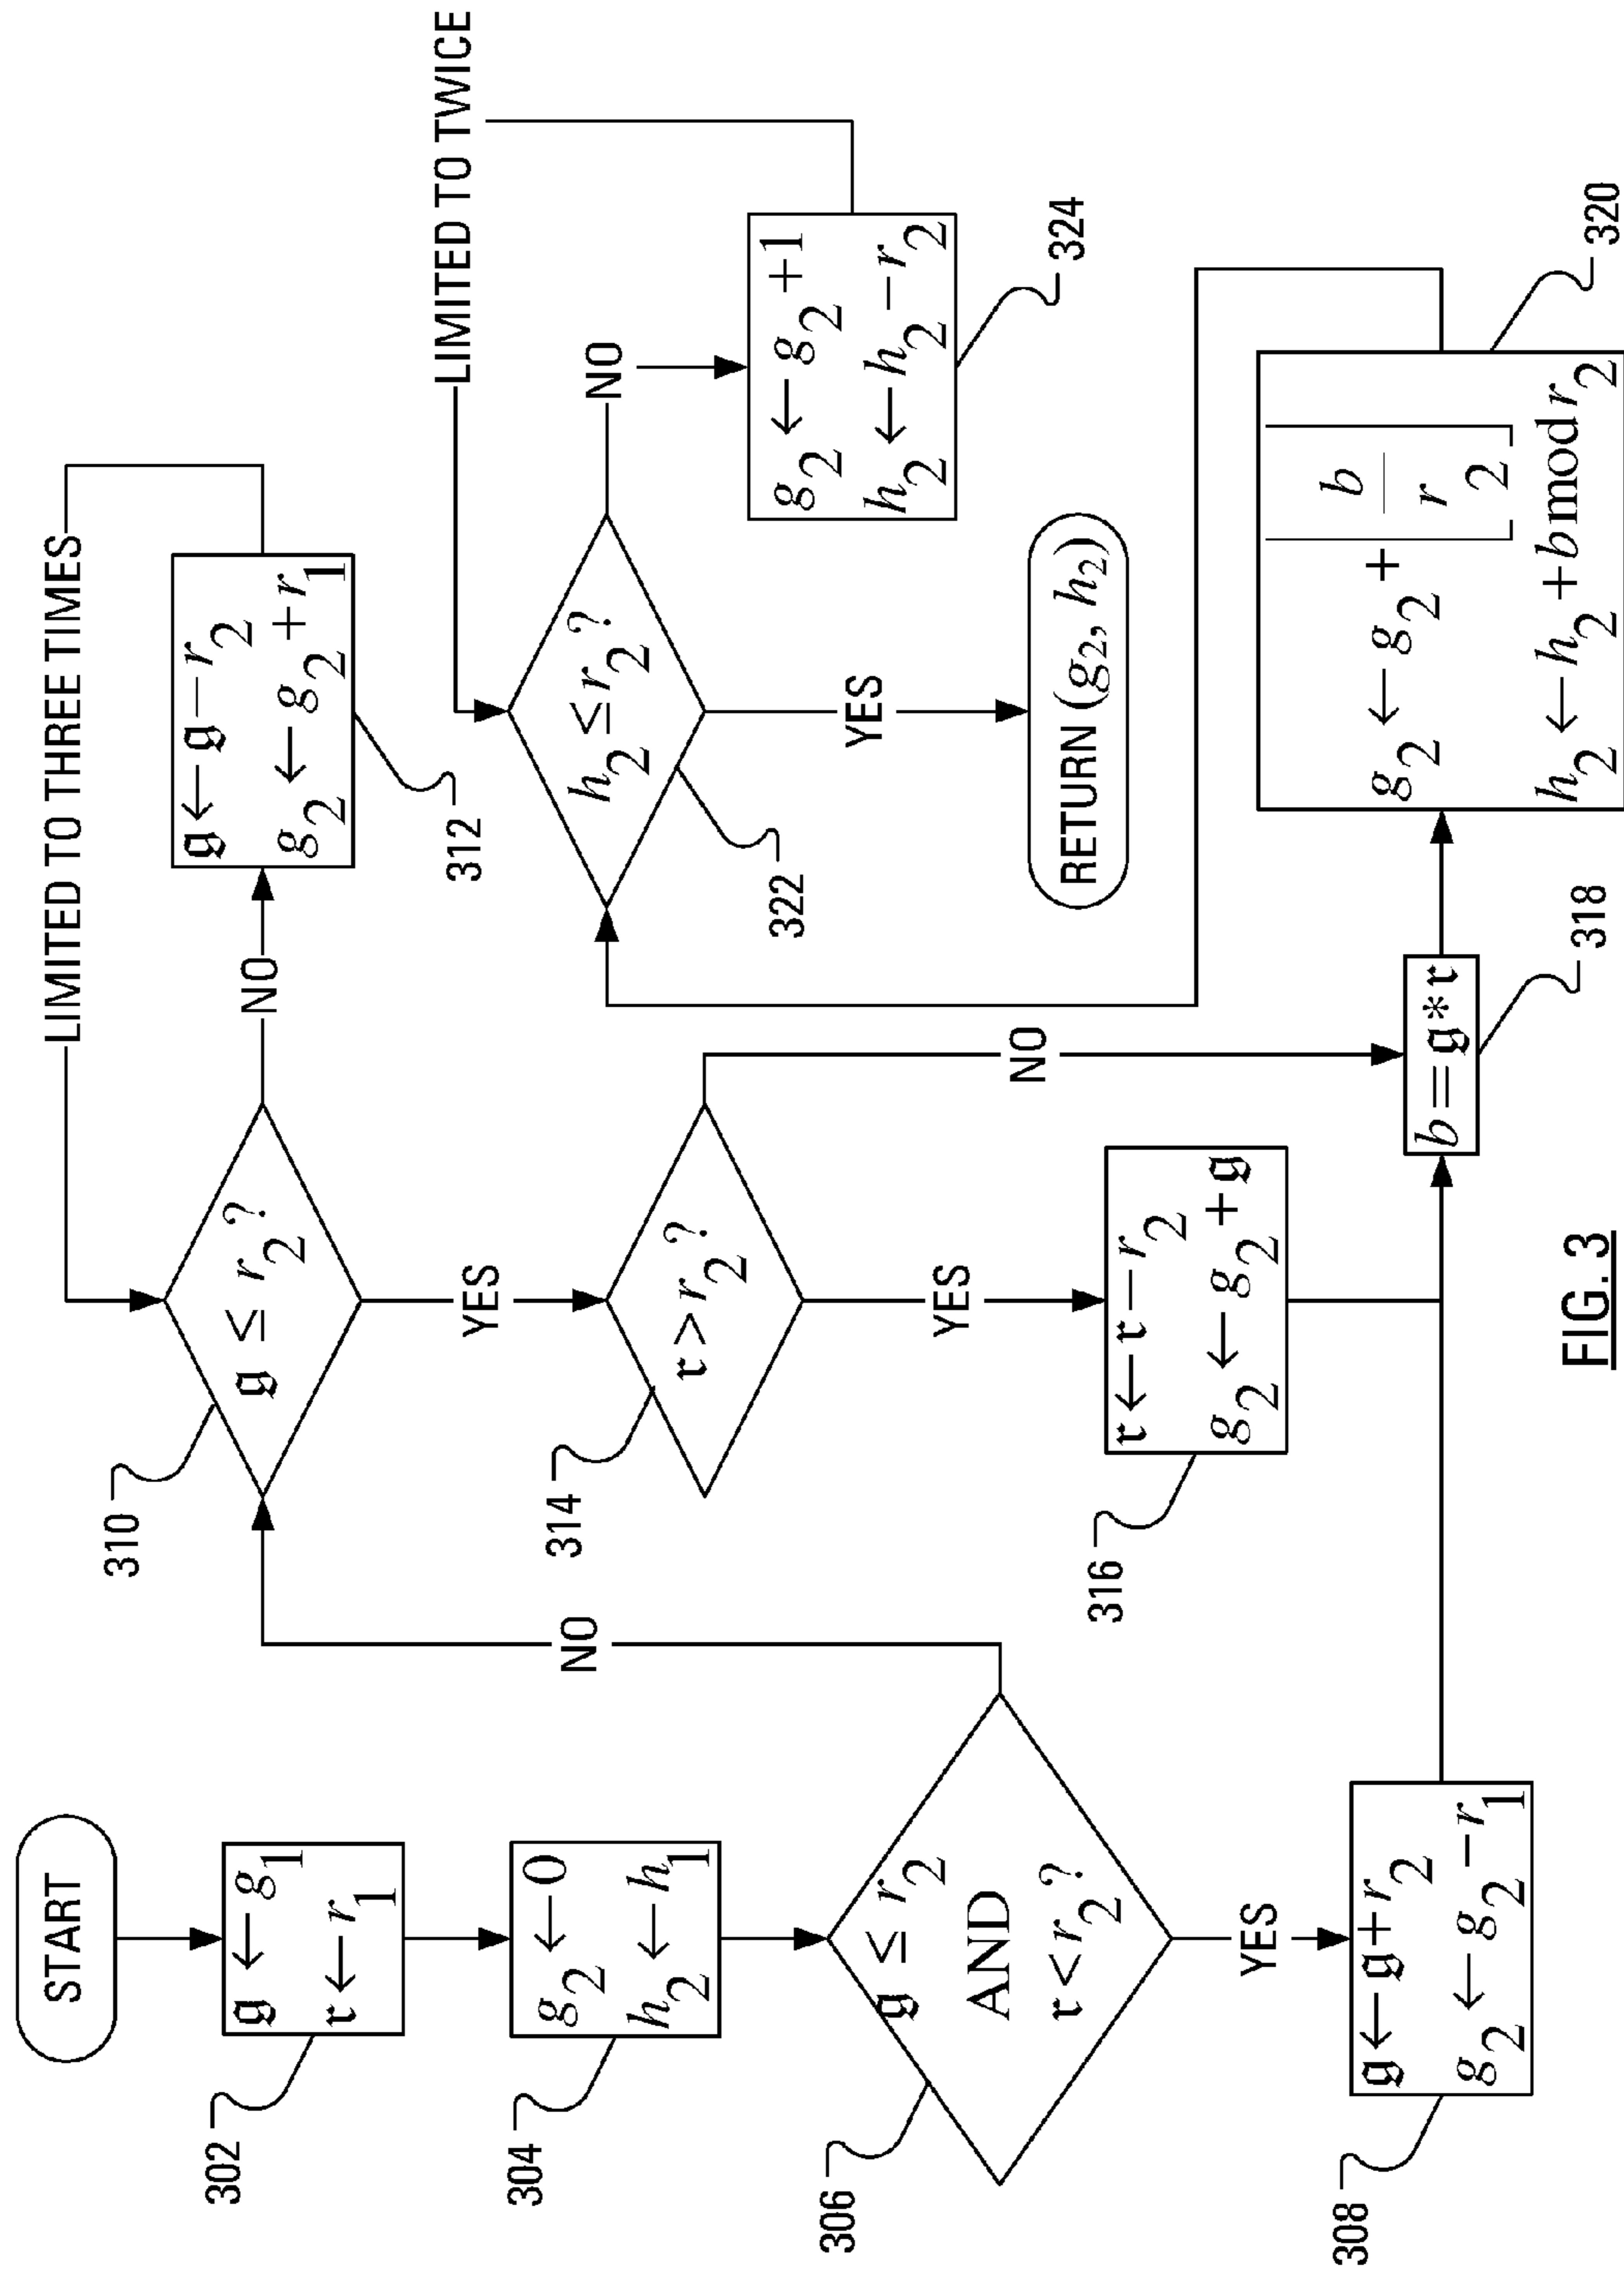 START
𝔤 ← g₁
𝔯 ← r₁
302
g₂ ← 0
h₂ ← h₁
304
𝔤 ≤ r₂
AND
𝔯 < r₂?
306
YES
NO
𝔤 ← 𝔤 + r₂
g₂ ← g₂ − r₁
308
LIMITED TO THREE TIMES
𝔤 ≤ r₂?
310
NO
𝔤 ← 𝔤 − r₂
g₂ ← g₂ + r₁
312
YES
𝔯 > r₂?
314
NO
YES
𝔯 ← 𝔯 − r₂
g₂ ← g₂ + 𝔤
316
b = 𝔤 * 𝔯
318
g₂ ← g₂ + ⌊b/r₂⌋
h₂ ← h₂ + b mod r₂
320
LIMITED TO TWICE
h₂ ≤ r₂?
322
NO
g₂ ← g₂ + 1
h₂ ← h₂ − r₂
324
YES
RETURN (g₂, h₂)
FIG. 3